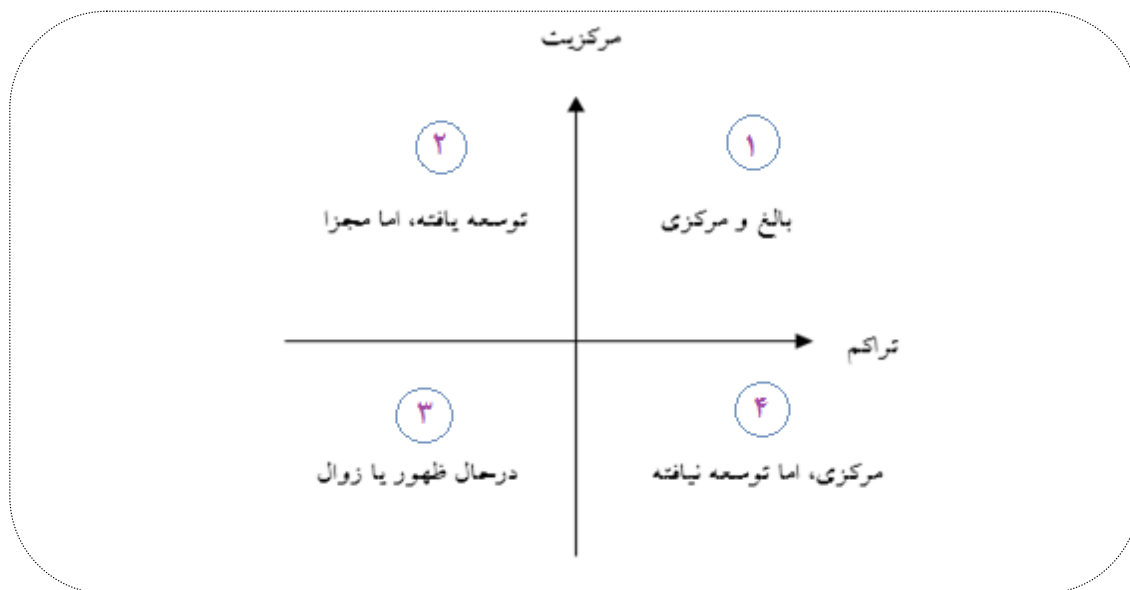 مرکزیت
۱
۲
بالغ و مرکزی
توسعه یافته، اما مجزا
تراکم
۴
۳
مرکزی، اما توسعه نیافته
درحال ظهور یا زوال